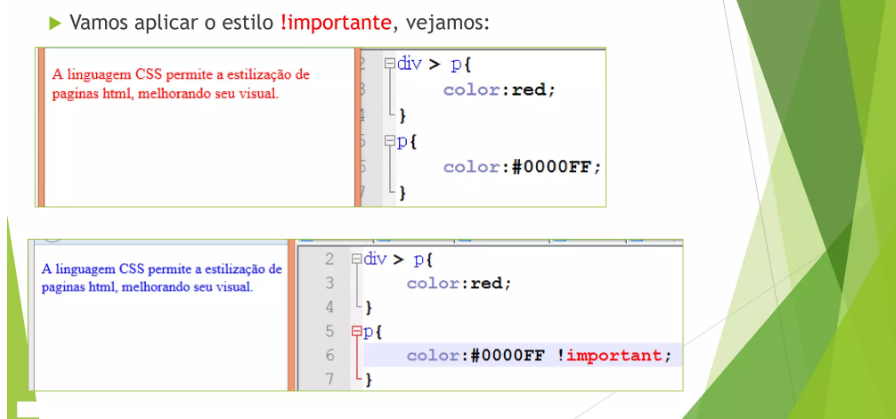 Vamos aplicar o estilo !importante, vejamos:
A linguagem CSS permite a estilização de
paginas html, melhorando seu visual.
2 div > p{
3 color:red;
4 }
5 p{
6 color:#0000FF;
7 }
A linguagem CSS permite a estilização de
paginas html, melhorando seu visual.
2 div > p{
3 color:red;
4 }
5 p{
6 color:#0000FF !important;
7 }